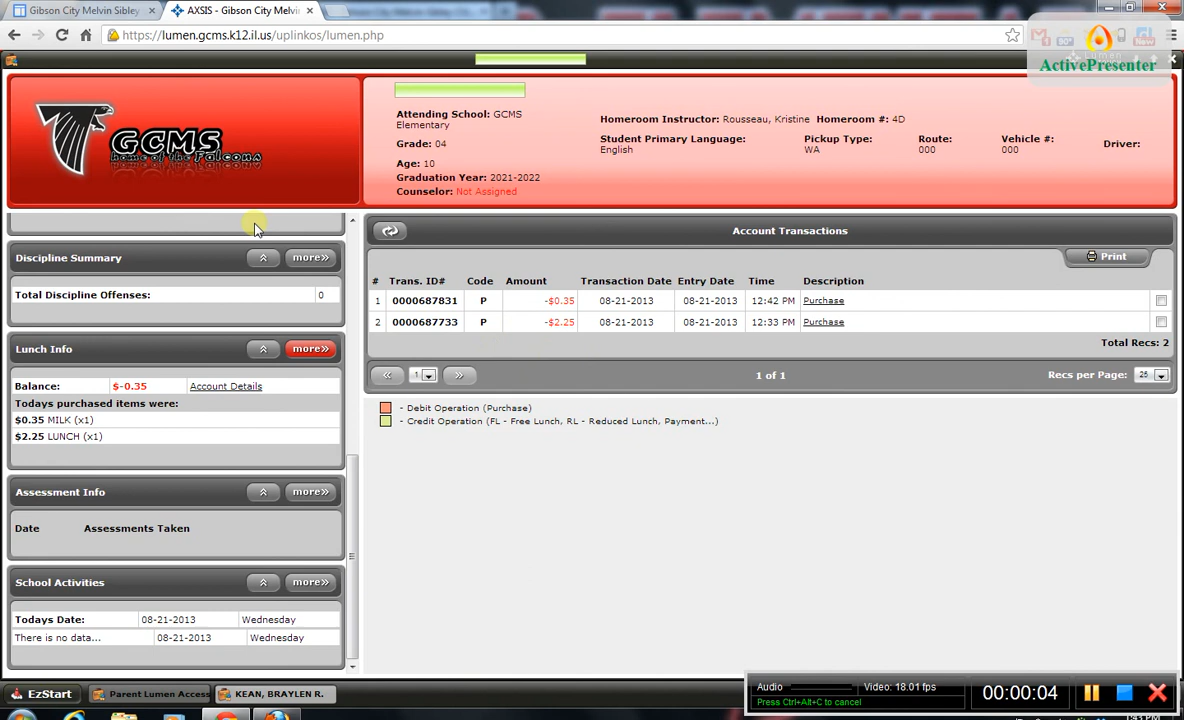 Gibson City Melvin Sibley
AXSIS - Gibson City Melvi
https://lumen.gcms.k12.il.us/uplinkos/lumen.php
ActivePresenter
GCMS
home of the Falcons
Attending School: GCMS Elementary
Homeroom Instructor: Rousseau, Kristine Homeroom #: 4D
Grade: 04
Student Primary Language: English
Pickup Type: WA
Route: 000
Vehicle #: 000
Driver:
Age: 10
Graduation Year: 2021-2022
Counselor: Not Assigned
Discipline Summary more»
Total Discipline Offenses: 0
Lunch Info more»
Balance: $-0.35 Account Details
Todays purchased items were:
$0.35 MILK (x1)
$2.25 LUNCH (x1)
Assessment Info more»
Date Assessments Taken
School Activities more»
Todays Date: 08-21-2013 Wednesday
There is no data... 08-21-2013 Wednesday
Account Transactions
Print
# Trans. ID# Code Amount Transaction Date Entry Date Time Description
1 0000687831 P -$0.35 08-21-2013 08-21-2013 12:42 PM Purchase
2 0000687733 P -$2.25 08-21-2013 08-21-2013 12:33 PM Purchase
Total Recs: 2
« 1 » 1 of 1 Recs per Page: 25
- Debit Operation (Purchase)
- Credit Operation (FL - Free Lunch, RL - Reduced Lunch, Payment...)
EzStart Parent Lumen Access KEAN, BRAYLEN R.
Audio Video: 18.01 fps
Press Ctrl+Alt+C to cancel
00:00:04
1:43 PM